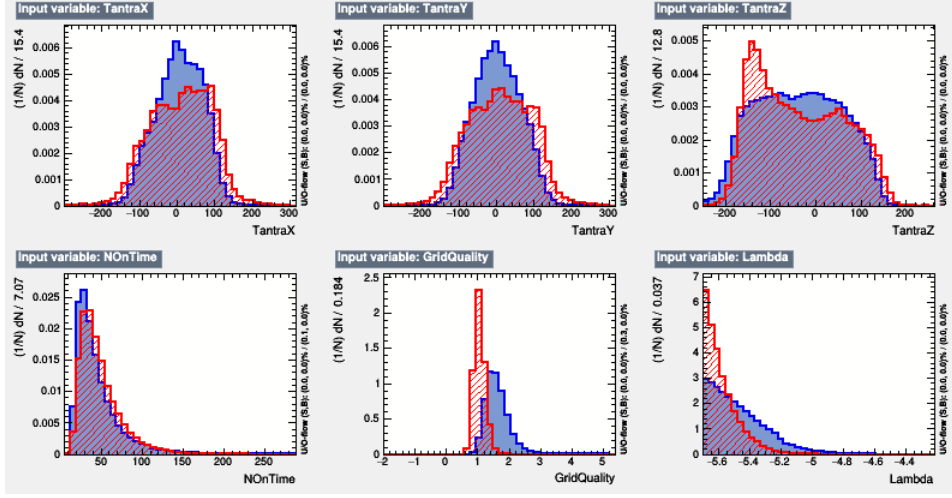 Input variable: TantraX
(1/N) dN / 15.4
0.006
0.005
0.004
0.003
0.002
0.001
0
−200 −100 0 100 200 300
TantraX
U/O-flow (S,B): (0.0, 0.0)% / (0.0, 0.0)%
Input variable: TantraY
(1/N) dN / 15.4
0.006
0.005
0.004
0.003
0.002
0.001
0
−200 −100 0 100 200 300
TantraY
U/O-flow (S,B): (0.0, 0.0)% / (0.0, 0.0)%
Input variable: TantraZ
(1/N) dN / 12.8
0.005
0.004
0.003
0.002
0.001
0
−200 −100 0 100 200
TantraZ
U/O-flow (S,B): (0.0, 0.0)% / (0.0, 0.0)%
Input variable: NOnTime
(1/N) dN / 7.07
0.025
0.02
0.015
0.01
0.005
0
50 100 150 200 250
NOnTime
U/O-flow (S,B): (0.0, 0.0)% / (0.1, 0.0)%
Input variable: GridQuality
(1/N) dN / 0.184
2.5
2
1.5
1
0.5
0
−2 −1 0 1 2 3 4 5
GridQuality
U/O-flow (S,B): (0.0, 0.0)% / (0.3, 0.0)%
Input variable: Lambda
(1/N) dN / 0.037
7
6
5
4
3
2
1
0
−5.6 −5.4 −5.2 −5 −4.8 −4.6 −4.4
Lambda
U/O-flow (S,B): (0.0, 0.0)% / (0.0, 0.0)%